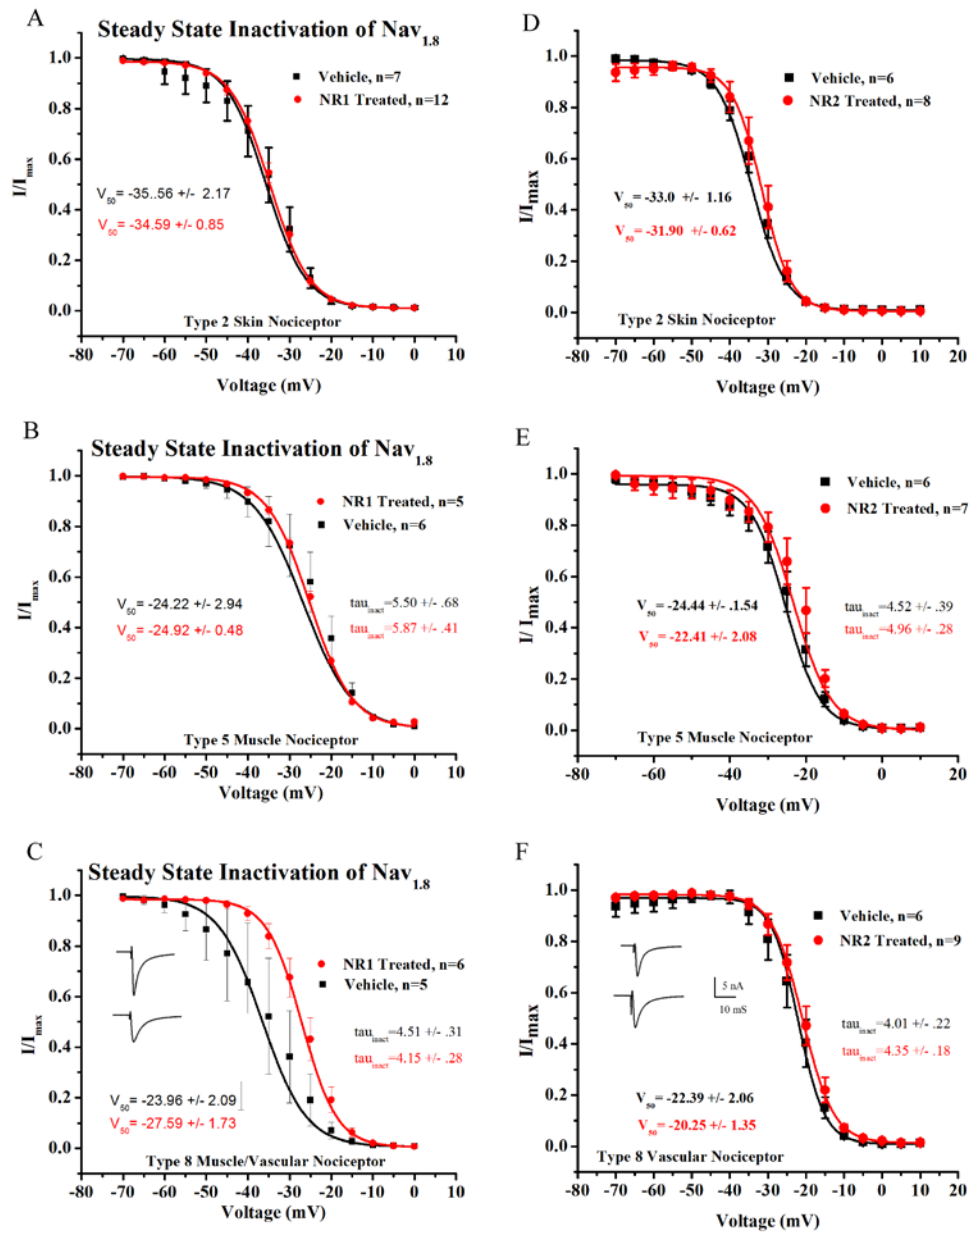 A
Steady State Inactivation of Nav1.8
1.0
0.8
0.6
0.4
0.2
0.0
I/Imax
Vehicle, n=7
NR1 Treated, n=12
V50= -35..56 +/- 2.17
V50= -34.59 +/- 0.85
Type 2 Skin Nociceptor
-80 -70 -60 -50 -40 -30 -20 -10 0 10
Voltage (mV)
D
1.0
0.8
0.6
0.4
0.2
0.0
I/Imax
Vehicle, n=6
NR2 Treated, n=8
V50= -33.0 +/- 1.16
V50= -31.90 +/- 0.62
Type 2 Skin Nociceptor
-80 -70 -60 -50 -40 -30 -20 -10 0 10 20
Voltage (mV)
B
Steady State Inactivation of Nav1.8
1.0
0.8
0.6
0.4
0.2
0.0
I/Imax
NR1 Treated, n=5
Vehicle, n=6
V50= -24.22 +/- 2.94
V50= -24.92 +/- 0.48
tauinact=5.50 +/- .68
tauinact=5.87 +/- .41
Type 5 Muscle Nociceptor
-80 -70 -60 -50 -40 -30 -20 -10 0 10
Voltage (mV)
E
1.0
0.8
0.6
0.4
0.2
0.0
I/ Imax
Vehicle, n=6
NR2 Treated, n=7
V50 = -24.44 +/- .1.54
V50 = -22.41 +/- 2.08
tauinact=4.52 +/- .39
tauinact=4.96 +/- .28
Type 5 Muscle Nociceptor
-80 -70 -60 -50 -40 -30 -20 -10 0 10 20
Voltage (mV)
C
Steady State Inactivation of Nav1.8
1.0
0.8
0.6
0.4
0.2
0.0
I/Imax
NR1 Treated, n=6
Vehicle, n=5
tauinact=4.51 +/- .31
tauinact=4.15 +/- .28
V50= -23.96 +/- 2.09
V50= -27.59 +/- 1.73
Type 8 Muscle/Vascular Nociceptor
-80 -70 -60 -50 -40 -30 -20 -10 0 10
Voltage (mV)
F
1.0
0.8
0.6
0.4
0.2
0.0
I/Imax
Vehicle, n=6
NR2 Treated, n=9
5 nA
10 mS
tauinact=4.01 +/- .22
tauinact=4.35 +/- .18
V50= -22.39 +/- 2.06
V50= -20.25 +/- 1.35
Type 8 Vascular Nociceptor
-80 -70 -60 -50 -40 -30 -20 -10 0 10 20
Voltage (mV)